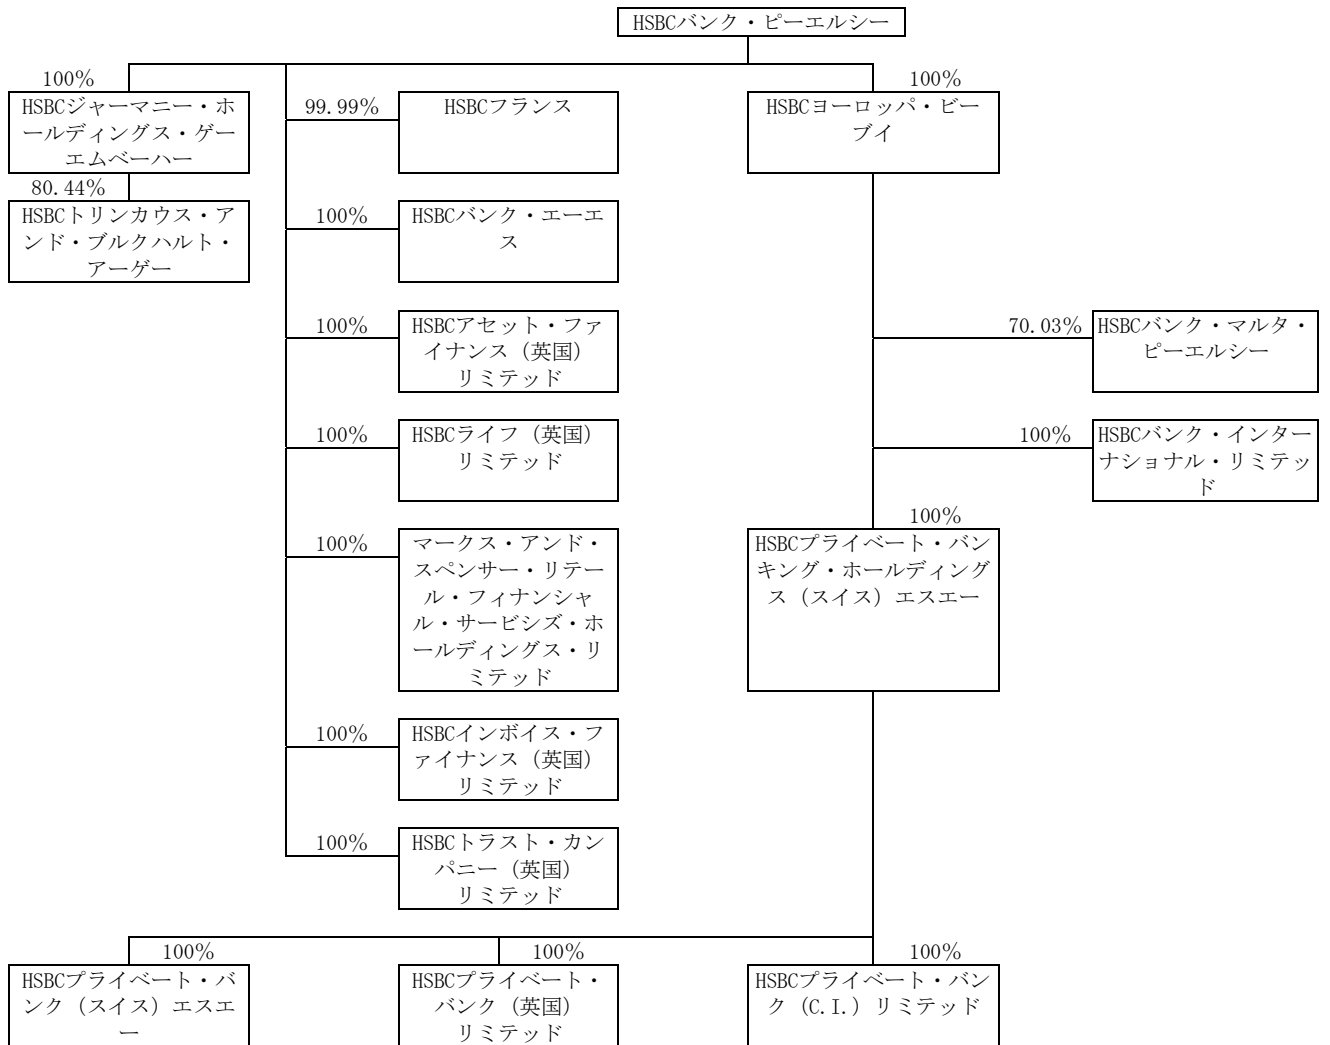 HSBCバンク・ピーエルシー
100%
100%
HSBCジャーマニー・ホ
ールディングス・ゲー
エムベーハー
99.99%
HSBCフランス
HSBCヨーロッパ・ビー
ブイ
80.44%
HSBCトリンカウス・ア
ンド・ブルクハルト・
アーゲー
100%
HSBCバンク・エーエ
ス
100%
HSBCアセット・ファ
イナンス（英国）
リミテッド
70.03%
HSBCバンク・マルタ・
ピーエルシー
100%
HSBCライフ（英国）
リミテッド
100%
HSBCバンク・インター
ナショナル・リミテッ
ド
100%
100%
マークス・アンド・
スペンサー・リテー
ル・フィナンシャ
ル・サービシズ・ホ
ールディングス・リ
ミテッド
HSBCプライベート・バン
キング・ホールディング
ス（スイス）エスエー
100%
HSBCインボイス・フ
ァイナンス（英国）
リミテッド
100%
HSBCトラスト・カン
パニー（英国）
リミテッド
100%
100%
100%
HSBCプライベート・バ
ンク（スイス）エスエ
ー
HSBCプライベート・
バンク（英国）
リミテッド
HSBCプライベート・バン
ク（C.I.）リミテッド